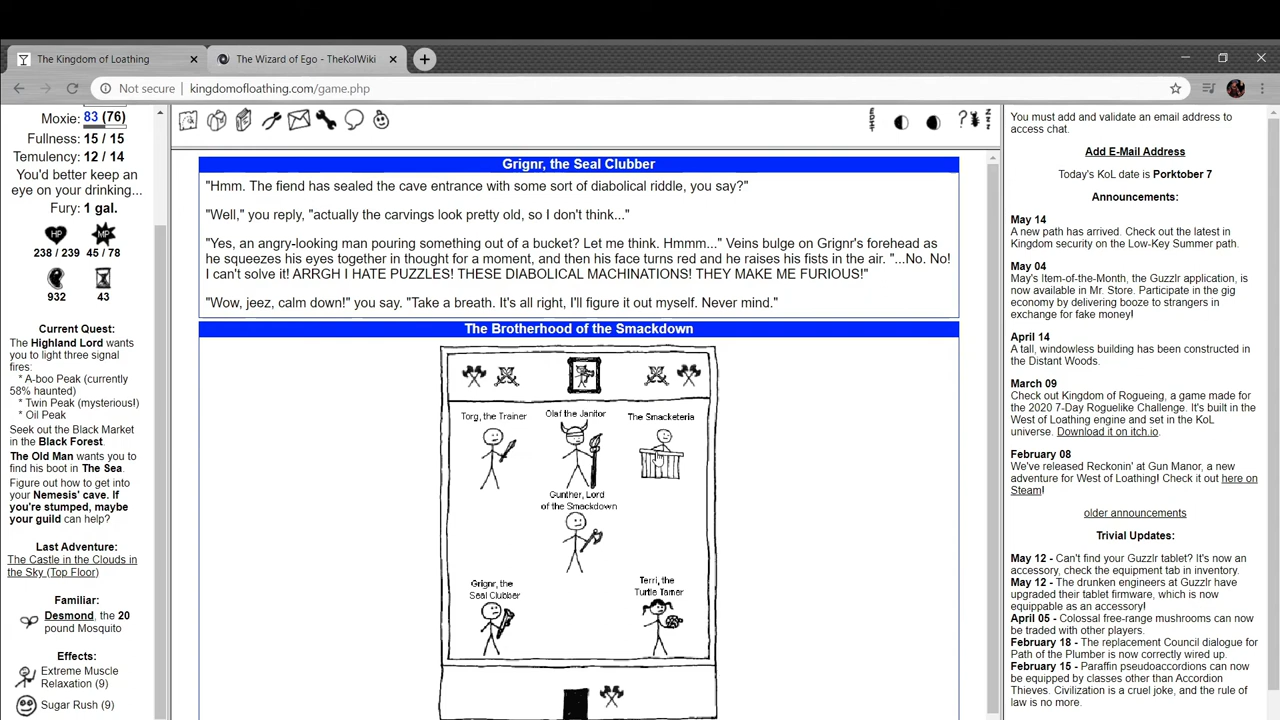 The Kingdom of Loathing
The Wizard of Ego - TheKolWiki
Not secure
kingdomofloathing.com/game.php
Moxie: 83 (76)
Fullness: 15 / 15
Temulency: 12 / 14
You'd better keep an
eye on your drinking...
Fury: 1 gal.
HP
MP
238 / 239
45 / 78
932
43
Current Quest:
The Highland Lord wants
you to light three signal
fires:
* A-boo Peak (currently
58% haunted)
* Twin Peak (mysterious!)
* Oil Peak
Seek out the Black Market
in the Black Forest.
The Old Man wants you to
find his boot in The Sea.
Figure out how to get into
your Nemesis' cave. If
you're stumped, maybe
your guild can help?
Last Adventure:
The Castle in the Clouds in
the Sky (Top Floor)
Familiar:
Desmond, the 20
pound Mosquito
Effects:
Extreme Muscle
Relaxation (9)
Sugar Rush (9)
Grignr, the Seal Clubber
"Hmm. The fiend has sealed the cave entrance with some sort of diabolical riddle, you say?"
"Well," you reply, "actually the carvings look pretty old, so I don't think..."
"Yes, an angry-looking man pouring something out of a bucket? Let me think. Hmmm..." Veins bulge on Grignr's forehead as
he squeezes his eyes together in thought for a moment, and then his face turns red and he raises his fists in the air. "...No. No!
I can't solve it! ARRGH I HATE PUZZLES! THESE DIABOLICAL MACHINATIONS! THEY MAKE ME FURIOUS!"
"Wow, jeez, calm down!" you say. "Take a breath. It's all right, I'll figure it out myself. Never mind."
The Brotherhood of the Smackdown
Torg, the Trainer
Olaf the Janitor
The Smacketeria
Gunther, Lord
of the Smackdown
Grignr, the
Seal Clubber
Terri, the
Turtle Tamer
You must add and validate an email address to
access chat.
Add E-Mail Address
Today's KoL date is Porktober 7
Announcements:
May 14
A new path has arrived. Check out the latest in
Kingdom security on the Low-Key Summer path.
May 04
May's Item-of-the-Month, the Guzzlr application, is
now available in Mr. Store. Participate in the gig
economy by delivering booze to strangers in
exchange for fake money!
April 14
A tall, windowless building has been constructed in
the Distant Woods.
March 09
Check out Kingdom of Rogueing, a game made for
the 2020 7-Day Roguelike Challenge. It's built in the
West of Loathing engine and set in the KoL
universe. Download it on itch.io.
February 08
We've released Reckonin' at Gun Manor, a new
adventure for West of Loathing! Check it out here on
Steam!
older announcements
Trivial Updates:
May 12 - Can't find your Guzzlr tablet? It's now an
accessory, check the equipment tab in inventory.
May 12 - The drunken engineers at Guzzlr have
upgraded their tablet firmware, which is now
equippable as an accessory!
April 05 - Colossal free-range mushrooms can now
be traded with other players.
February 18 - The replacement Council dialogue for
Path of the Plumber is now correctly wired up.
February 15 - Paraffin pseudoaccordions can now
be equipped by classes other than Accordion
Thieves. Civilization is a cruel joke, and the rule of
law is no more.